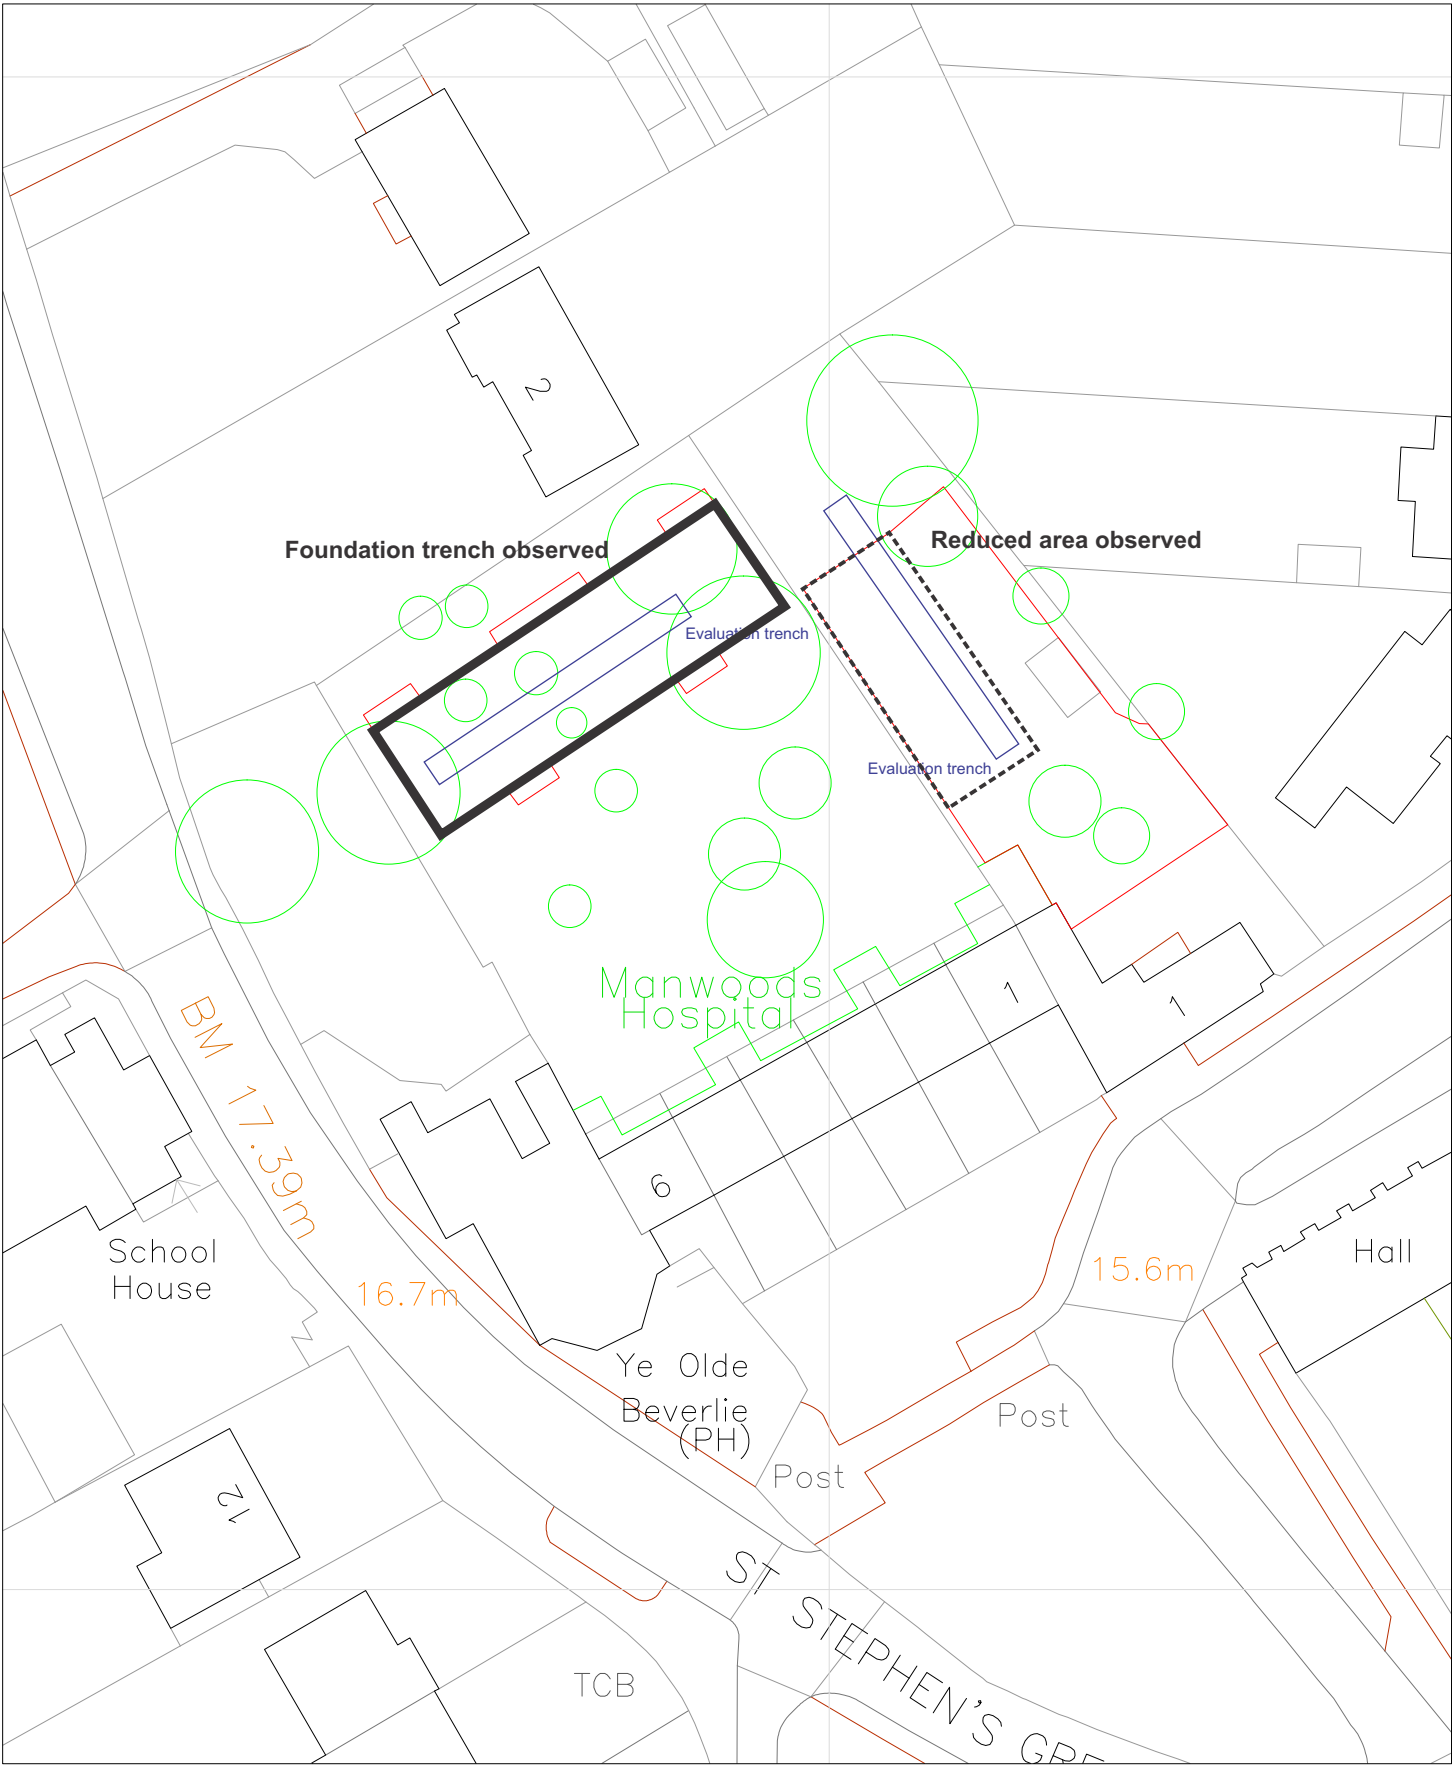 2
Foundation trench observed
Reduced area observed
Evaluation trench
Evaluation trench
Manwoods
Hospital
1
1
BM 17.39m
6
School
House
16.7m
15.6m
Hall
Ye Olde
Beverlie
(PH)
Post
Post
12
ST STEPHEN'S GRE
TCB